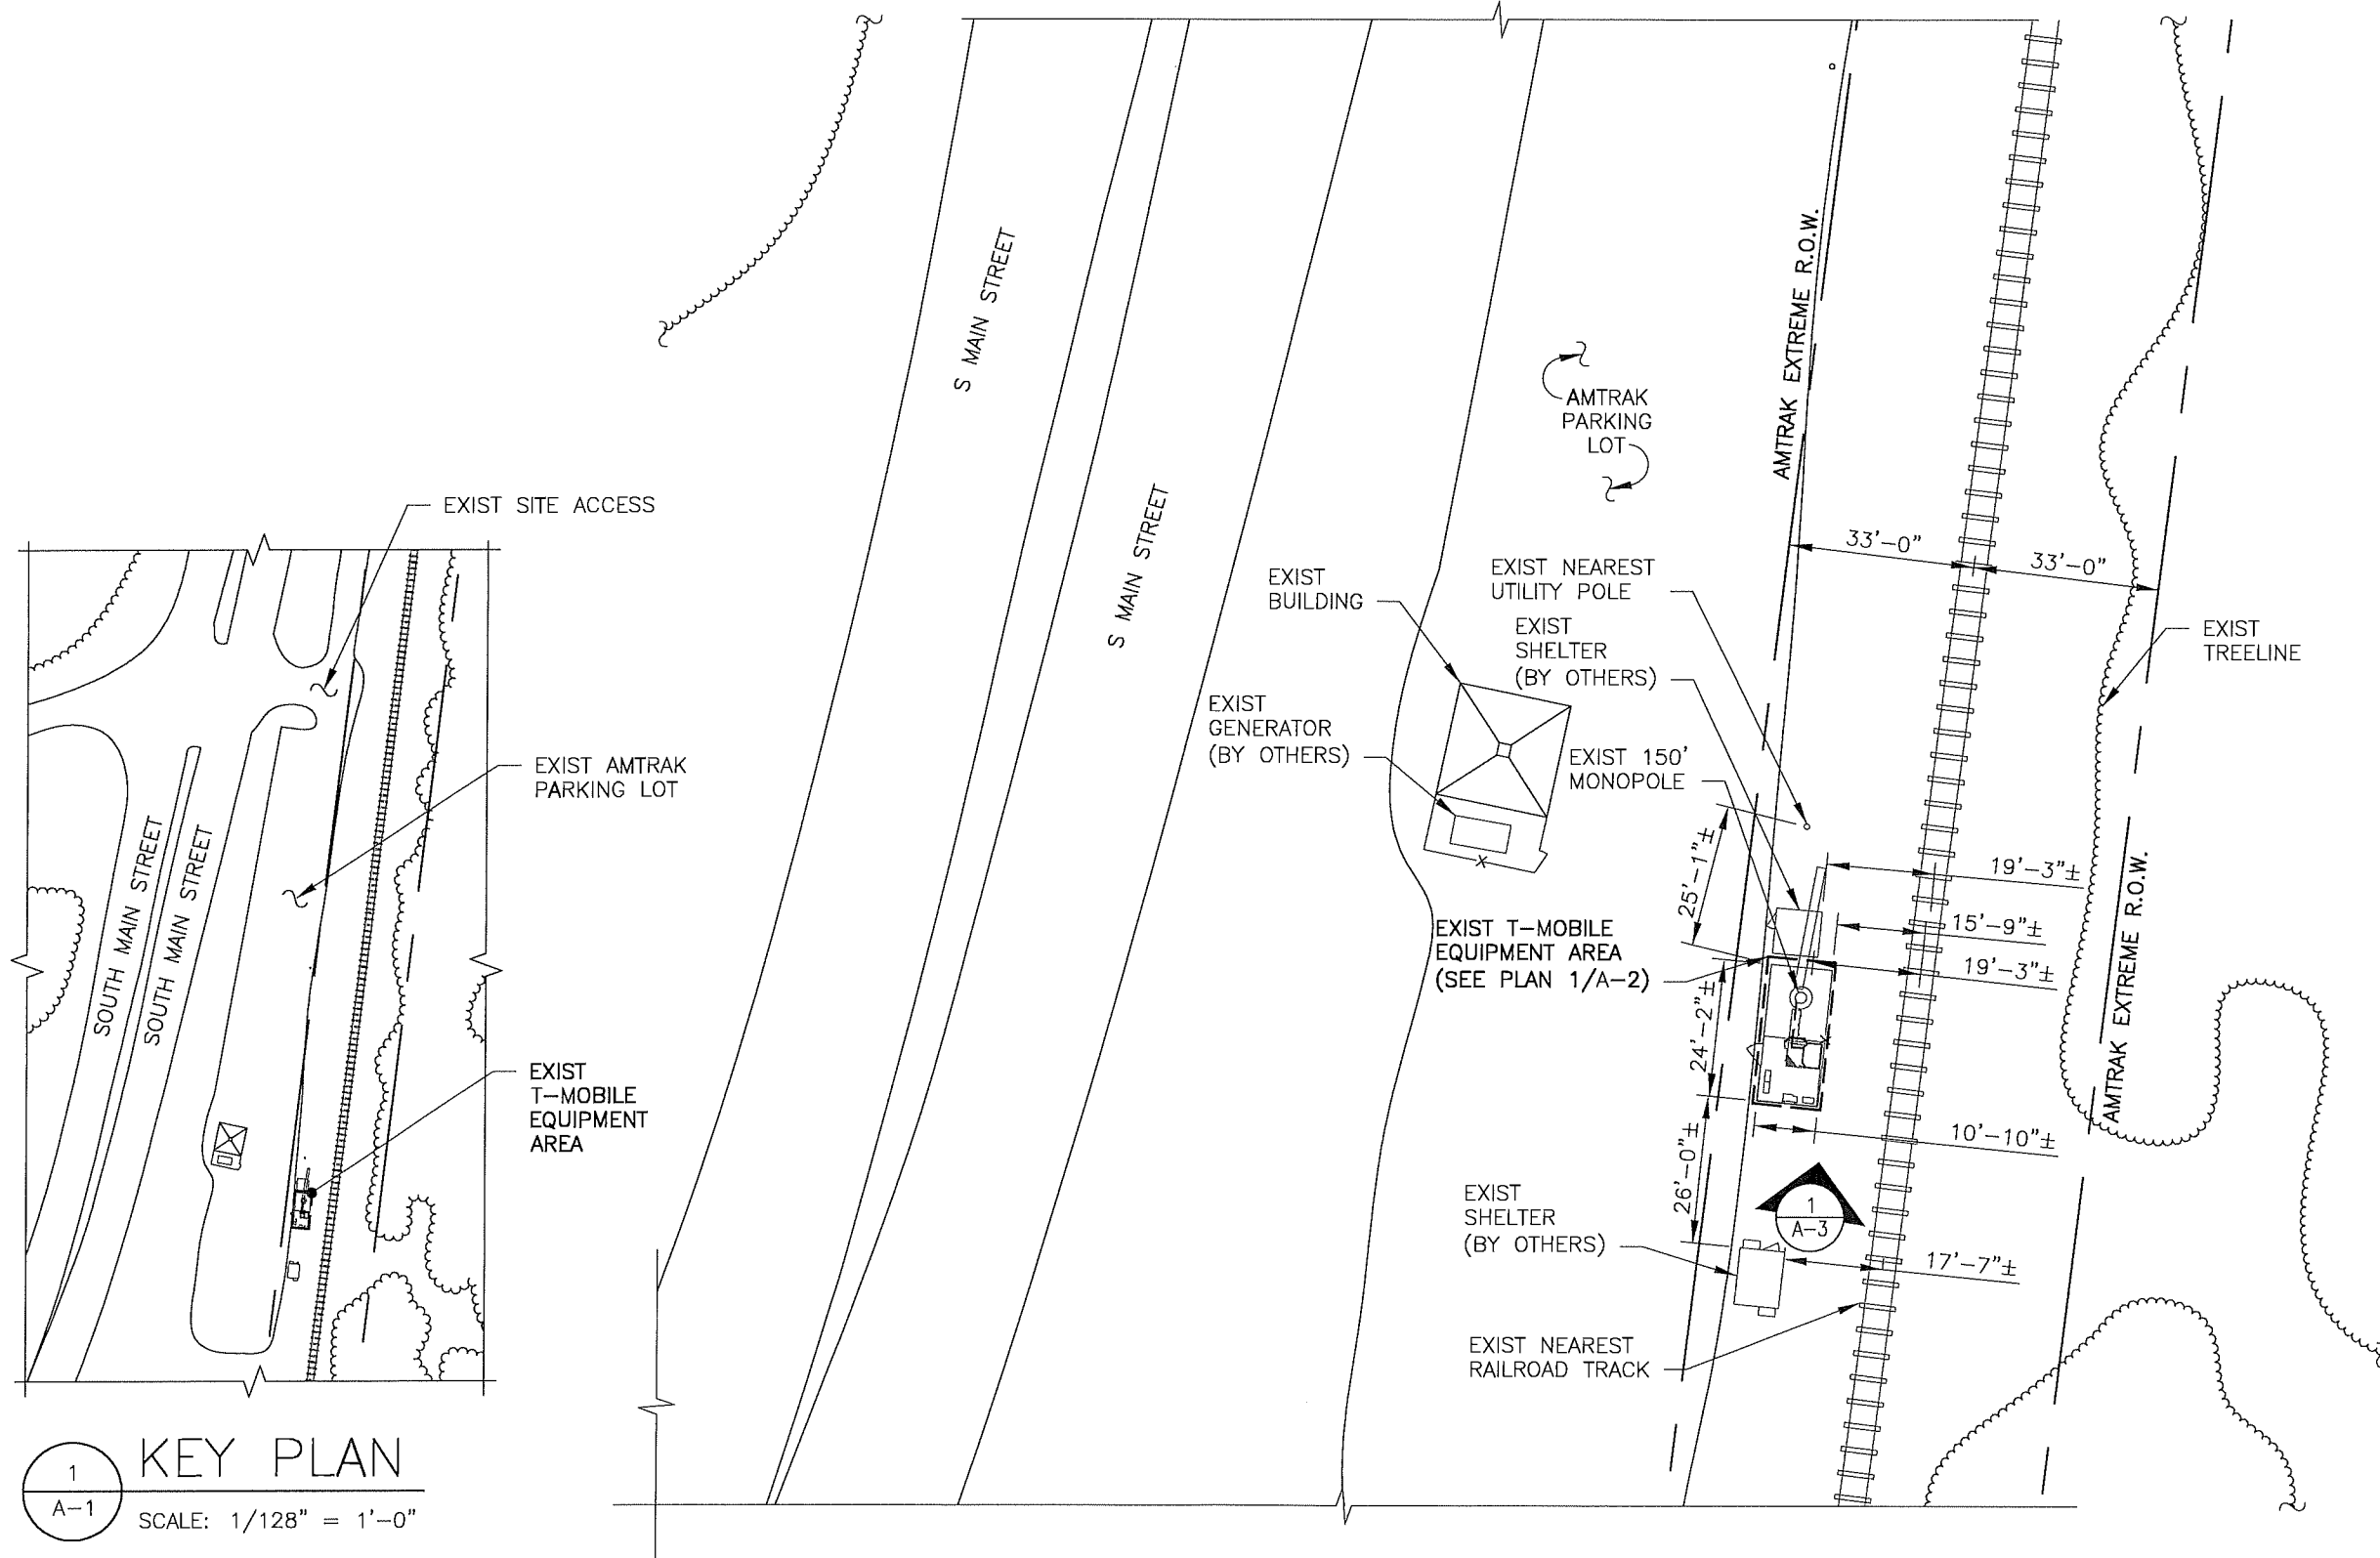 EXIST SITE ACCESS
EXIST AMTRAK
PARKING LOT
SOUTH MAIN STREET
SOUTH MAIN STREET
EXIST
T-MOBILE
EQUIPMENT
AREA
1
A-1
KEY PLAN
SCALE: 1/128" = 1'-0"
S MAIN STREET
S MAIN STREET
AMTRAK EXTREME R.O.W.
AMTRAK
PARKING
LOT
33'-0"
33'-0"
EXIST
TREELINE
EXIST
BUILDING
EXIST NEAREST
UTILITY POLE
EXIST
SHELTER
(BY OTHERS)
EXIST
GENERATOR
(BY OTHERS)
EXIST 150'
MONOPOLE
X
25'-1"±
19'-3"±
15'-9"±
19'-3"±
EXIST T-MOBILE
EQUIPMENT AREA
(SEE PLAN 1/A-2)
24'-2"±
X
AMTRAK EXTREME R.O.W.
10'-10"±
26'-0"±
1
A-3
EXIST
SHELTER
(BY OTHERS)
17'-7"±
EXIST NEAREST
RAILROAD TRACK